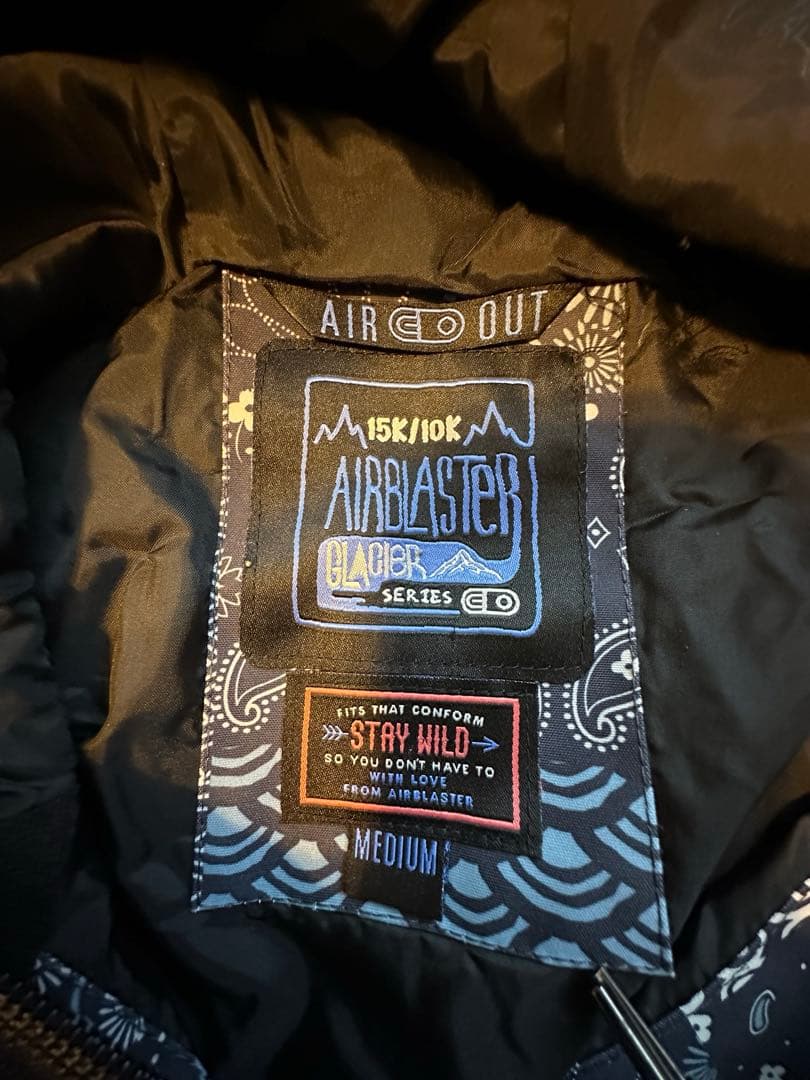 AIR OUT
15K/10K
AIRBLASTER
GLACIER
SERIES
FITS THAT CONFORM
STAY WILD
SO YOU DON'T HAVE TO
WITH LOVE
FROM AIRBLASTER
MEDIUM